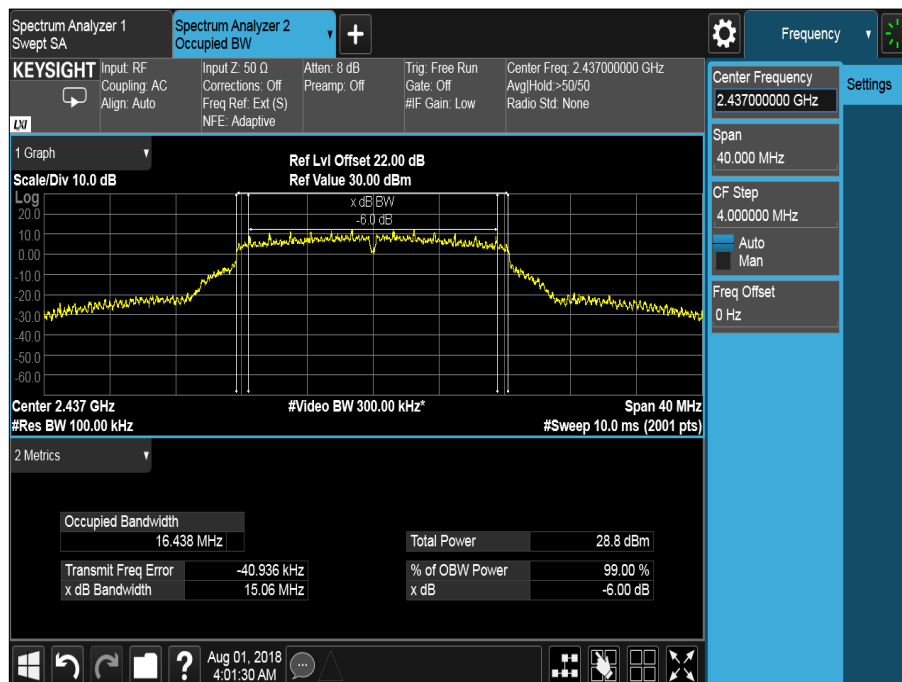 Spectrum Analyzer 1
Swept SA
Spectrum Analyzer 2
Occupied BW
Frequency
KEYSIGHT
LXI
Input: RF
Coupling: AC
Align: Auto
Input Z: 50 Ω
Corrections: Off
Freq Ref: Ext (S)
NFE: Adaptive
Atten: 8 dB
Preamp: Off
Trig: Free Run
Gate: Off
#IF Gain: Low
Center Freq: 2.437000000 GHz
Avg|Hold:>50/50
Radio Std: None
Center Frequency
2.437000000 GHz
Settings
Span
40.000 MHz
CF Step
4.000000 MHz
Auto
Man
Freq Offset
0 Hz
1 Graph
Scale/Div 10.0 dB
Ref Lvl Offset 22.00 dB
Ref Value 30.00 dBm
Log
x dB BW
-6.0 dB
20.0
10.0
0.00
-10.0
-20.0
-30.0
-40.0
-50.0
-60.0
Center 2.437 GHz
#Res BW 100.00 kHz
#Video BW 300.00 kHz*
Span 40 MHz
#Sweep 10.0 ms (2001 pts)
2 Metrics
Occupied Bandwidth
16.438 MHz
Total Power 28.8 dBm
Transmit Freq Error -40.936 kHz
% of OBW Power 99.00 %
x dB Bandwidth 15.06 MHz
x dB -6.00 dB
?
Aug 01, 2018
4:01:30 AM